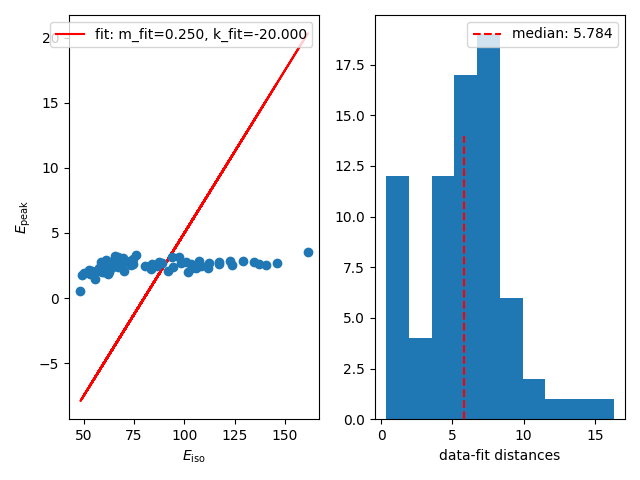 fit: m_fit=0.250, k_fit=-20.000
20
15
10
5
0
−5
50 75 100 125 150
E_iso
E_peak
median: 5.784
17.5
15.0
12.5
10.0
7.5
5.0
2.5
0.0
0 5 10 15
data-fit distances